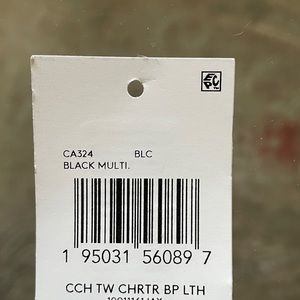 CA324 BLC
BLACK MULTI.
1 95031 56089 7
CCH TW CHRTR BP LTH